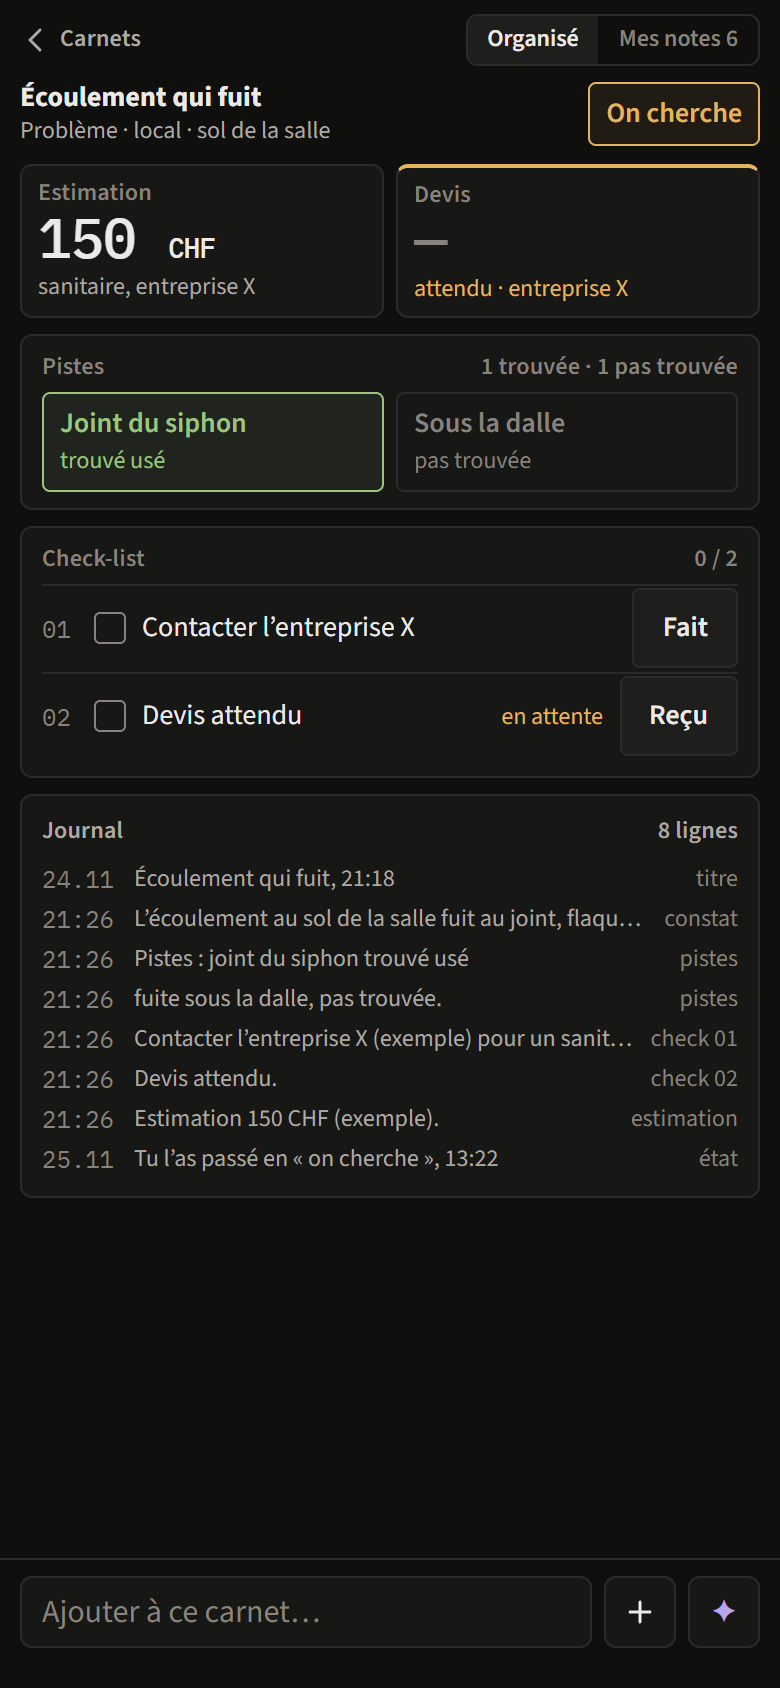 Carnets
Organisé
Mes notes 6
Écoulement qui fuit
Problème · local · sol de la salle
On cherche
Estimation
150 CHF
sanitaire, entreprise X
Devis
—
attendu · entreprise X
Pistes
1 trouvée · 1 pas trouvée
Joint du siphon
trouvé usé
Sous la dalle
pas trouvée
Check-list
0 / 2
01 Contacter l’entreprise X Fait
02 Devis attendu en attente Reçu
Journal
8 lignes
24.11 Écoulement qui fuit, 21:18 titre
21:26 L’écoulement au sol de la salle fuit au joint, flaqu… constat
21:26 Pistes : joint du siphon trouvé usé pistes
21:26 fuite sous la dalle, pas trouvée. pistes
21:26 Contacter l’entreprise X (exemple) pour un sanit… check 01
21:26 Devis attendu. check 02
21:26 Estimation 150 CHF (exemple). estimation
25.11 Tu l’as passé en « on cherche », 13:22 état
Ajouter à ce carnet…